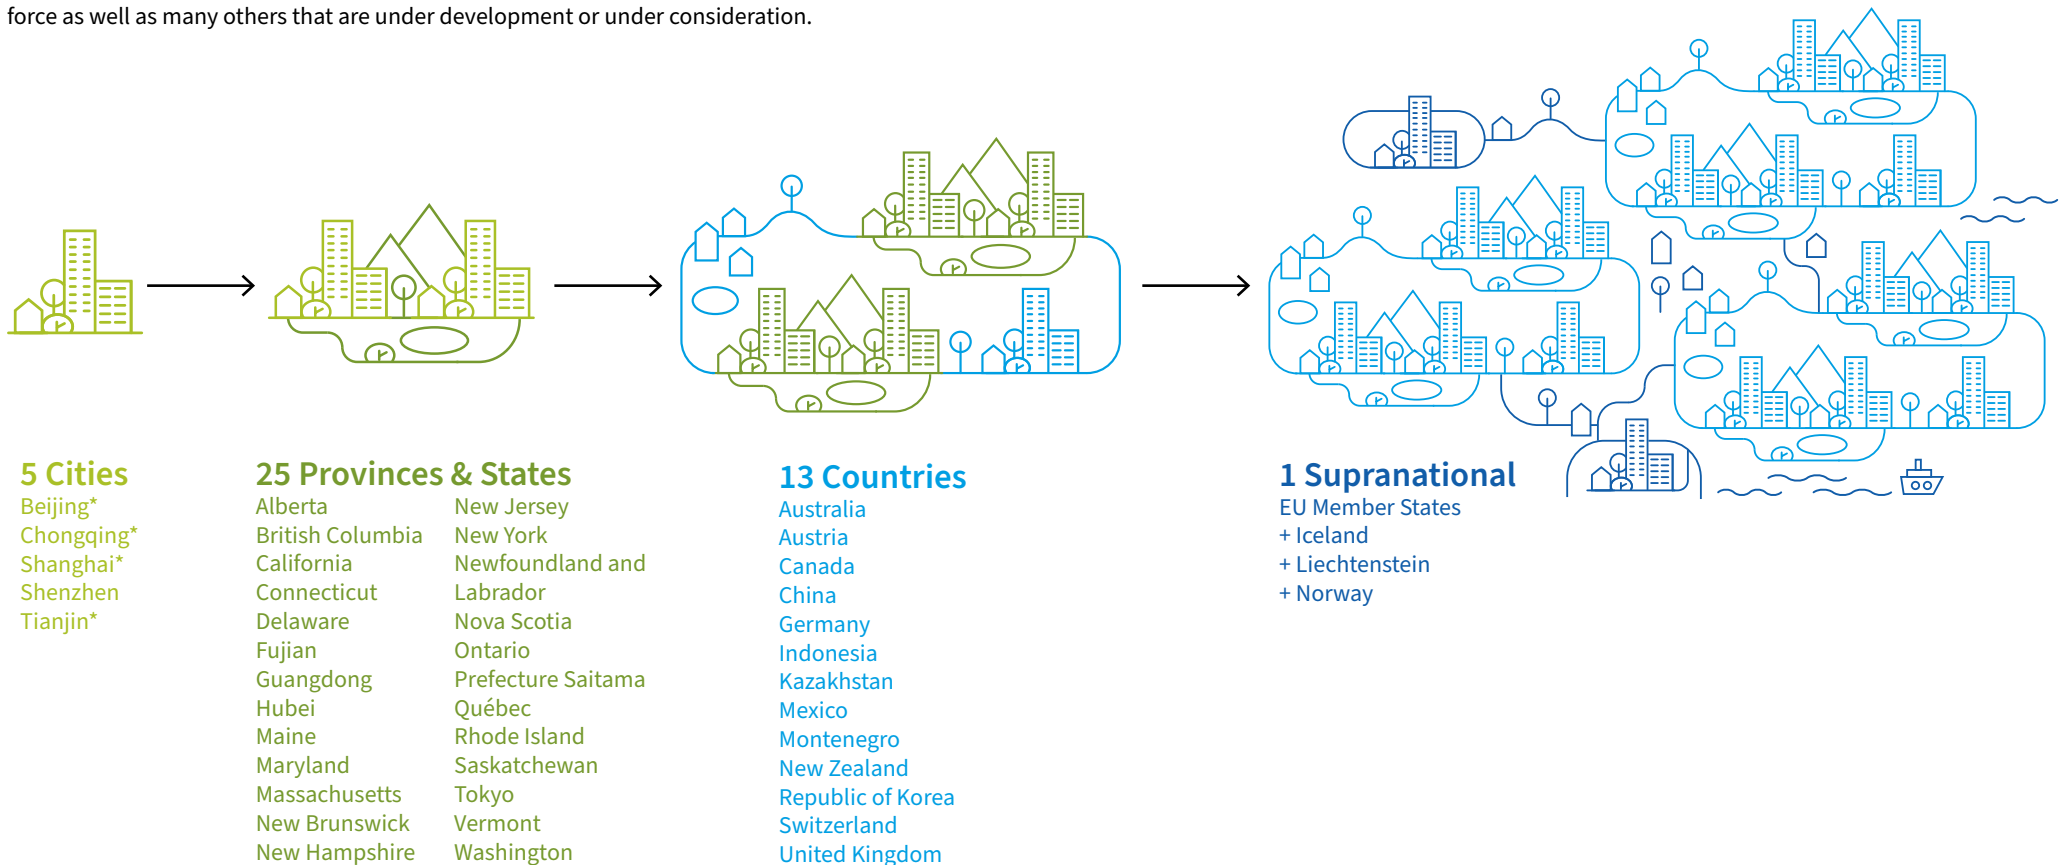 force as well as many others that are under development or under consideration.
5 Cities
Beijing*
Chongqing*
Shanghai*
Shenzhen
Tianjin*
25 Provinces & States
Alberta
British Columbia
California
Connecticut
Delaware
Fujian
Guangdong
Hubei
Maine
Maryland
Massachusetts
New Brunswick
New Hampshire
New Jersey
New York
Newfoundland and
Labrador
Nova Scotia
Ontario
Prefecture Saitama
Québec
Rhode Island
Saskatchewan
Tokyo
Vermont
Washington
13 Countries
Australia
Austria
Canada
China
Germany
Indonesia
Kazakhstan
Mexico
Montenegro
New Zealand
Republic of Korea
Switzerland
United Kingdom
1 Supranational
EU Member States
+ Iceland
+ Liechtenstein
+ Norway